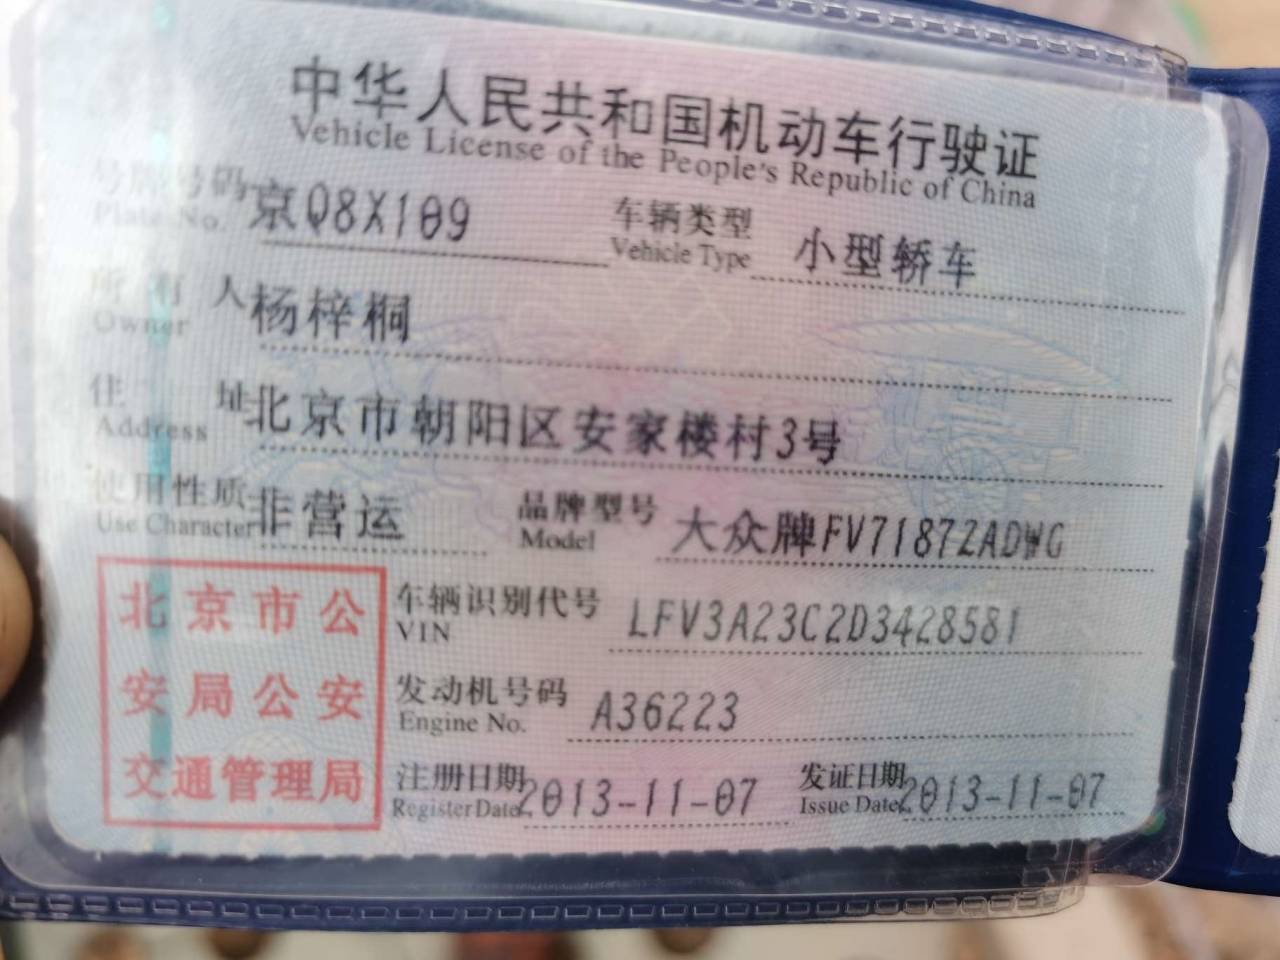 中华人民共和国机动车行驶证
Vehicle License of the People's Republic of China
号牌号码 京Q8X109 车辆类型 小型轿车
Plate No. Vehicle Type
所有人 杨梓桐
Owner
住址 北京市朝阳区安家楼村3号
Address
使用性质 非营运 品牌型号 大众牌FV7187ZADWG
Use Character Model
北京市公
安局公安
交通管理局
车辆识别代号 LFV3A23C2D3428581
VIN
发动机号码 A36223
Engine No.
注册日期 2013-11-07 发证日期 2013-11-07
Register Date Issue Date